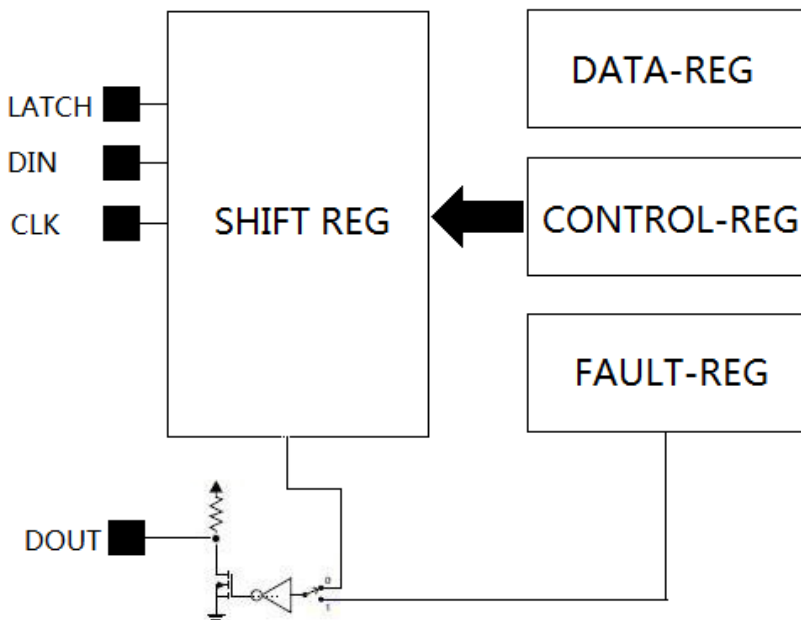 LATCH
DIN
CLK
SHIFT REG
DATA-REG
CONTROL-REG
FAULT-REG
DOUT
0
1